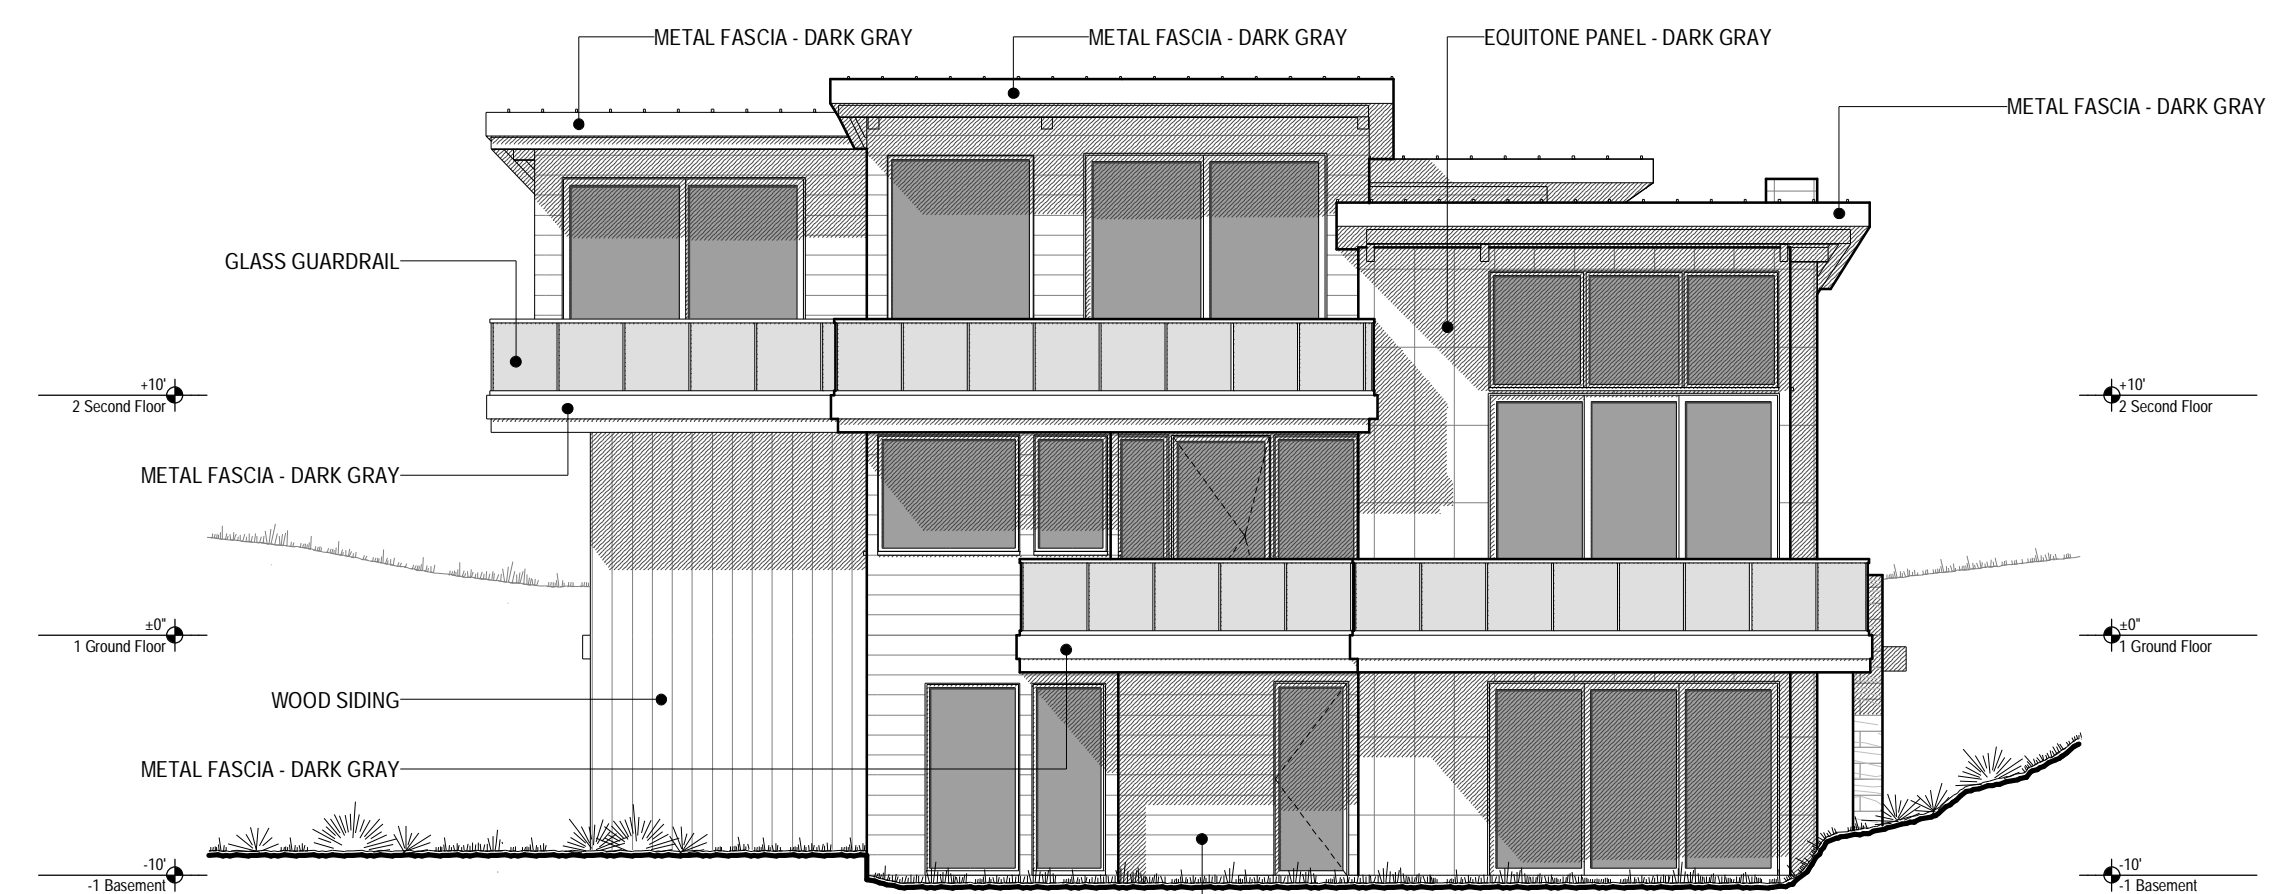 METAL FASCIA - DARK GRAY
METAL FASCIA - DARK GRAY
EQUITONE PANEL - DARK GRAY
METAL FASCIA - DARK GRAY
GLASS GUARDRAIL
+10'
2 Second Floor
+10'
2 Second Floor
METAL FASCIA - DARK GRAY
±0"
1 Ground Floor
±0"
1 Ground Floor
WOOD SIDING
METAL FASCIA - DARK GRAY
-10'
-1 Basement
-10'
-1 Basement